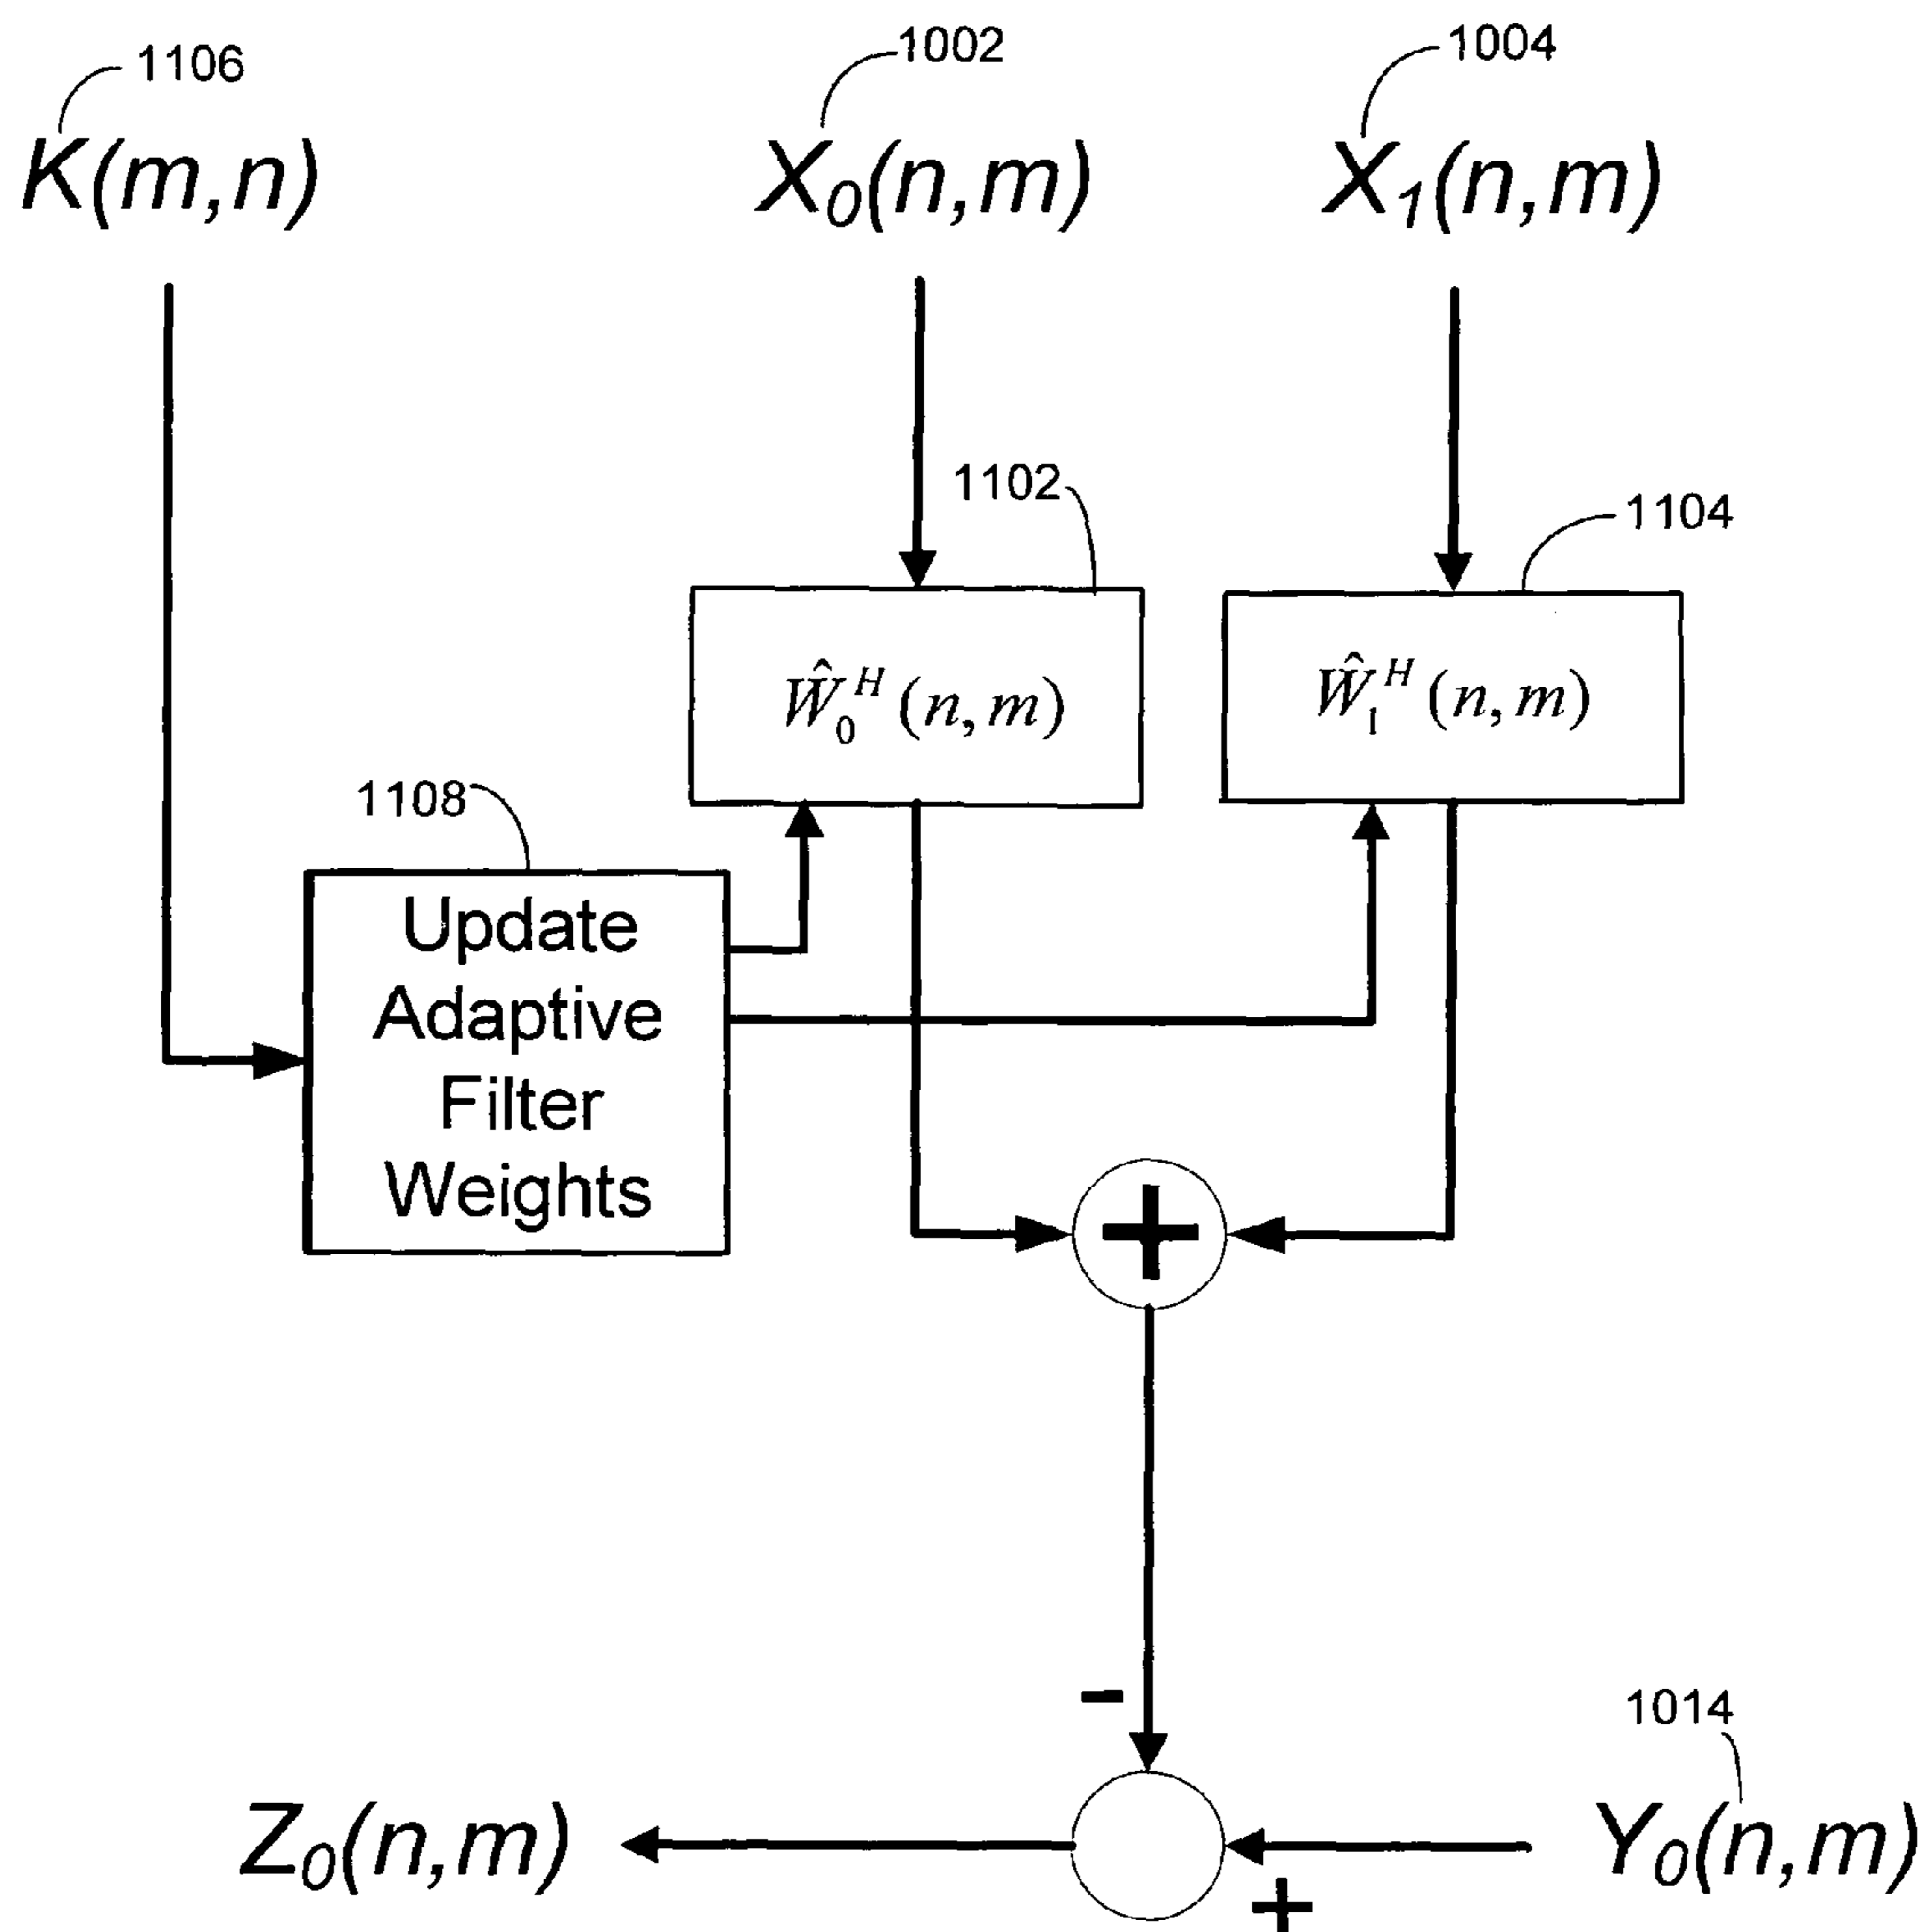 1106
1002
1004
K(m,n)
X₀(n,m)
X₁(n,m)
1102
1104
Ŵ₀ᴴ(n,m)
Ŵ₁ᴴ(n,m)
1108
Update
Adaptive
Filter
Weights
+
-
1014
Z₀(n,m)
Y₀(n,m)
+